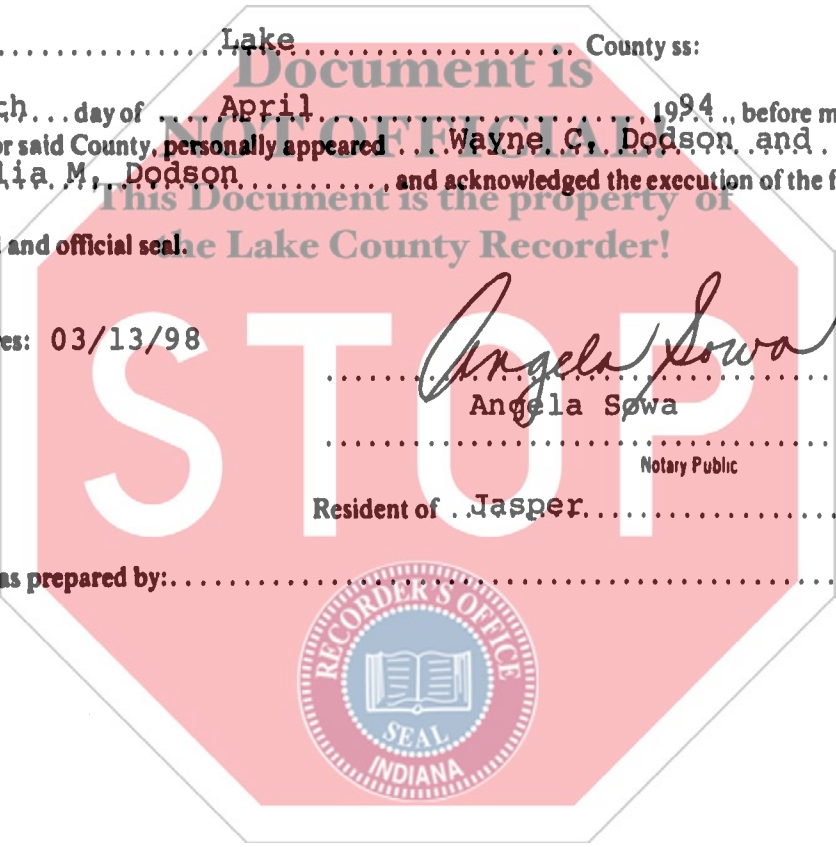 Lake County ss:
Document is
day of April 1994, before m
NOT OFFICIAL!
or said County, personally appeared Wayne C. Dodson and
lia M. Dodson, and acknowledged the execution of the f
This Document is the property of
the Lake County Recorder!
and official seal.
es: 03/13/98
STOP
Angela Sowa
Angela Sowa
Notary Public
Resident of Jasper
as prepared by:
RECORDER'S OFFICE
SEAL
INDIANA